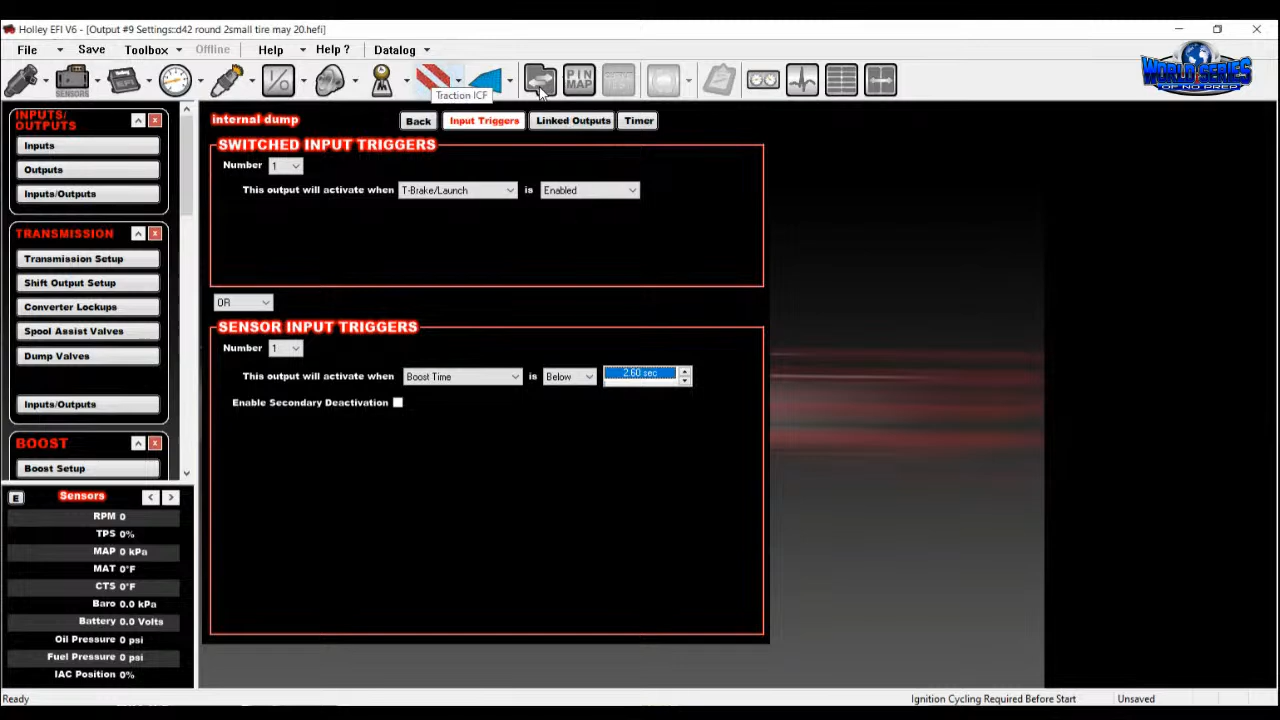 Holley EFI V6 - [Output #9 Settings::d42 round 2small tire may 20.hefi]
File Save Toolbox Offline Help Help ? Datalog
SENSORS
PIN MAP
WORLD SERIES
OF NO PREP
Traction ICF
INPUTS/
OUTPUTS
Inputs
Outputs
Inputs/Outputs
TRANSMISSION
Transmission Setup
Shift Output Setup
Converter Lockups
Spool Assist Valves
Dump Valves
Inputs/Outputs
BOOST
Boost Setup
E Sensors < >
RPM 0
TPS 0%
MAP 0 kPa
MAT 0°F
CTS 0°F
Baro 0.0 kPa
Battery 0.0 Volts
Oil Pressure 0 psi
Fuel Pressure 0 psi
IAC Position 0%
internal dump Back Input Triggers Linked Outputs Timer
SWITCHED INPUT TRIGGERS
Number 1
This output will activate when T-Brake/Launch is Enabled
OR
SENSOR INPUT TRIGGERS
Number 1
This output will activate when Boost Time is Below 2.60 sec
Enable Secondary Deactivation
Ready Ignition Cycling Required Before Start Unsaved